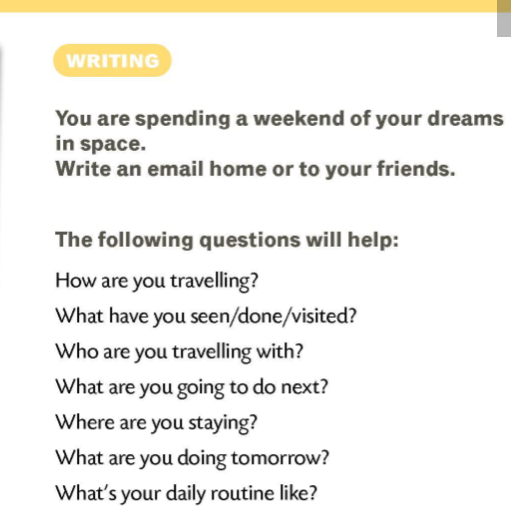 WRITING
You are spending a weekend of your dreams
in space.
Write an email home or to your friends.
The following questions will help:
How are you travelling?
What have you seen/done/visited?
Who are you travelling with?
What are you going to do next?
Where are you staying?
What are you doing tomorrow?
What's your daily routine like?